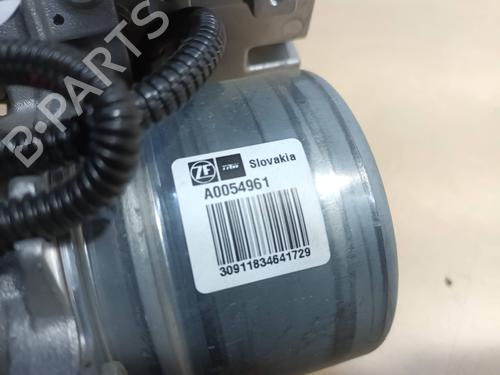 B-PARTS
ZF TRW Slovakia
A0054961
30911834641729